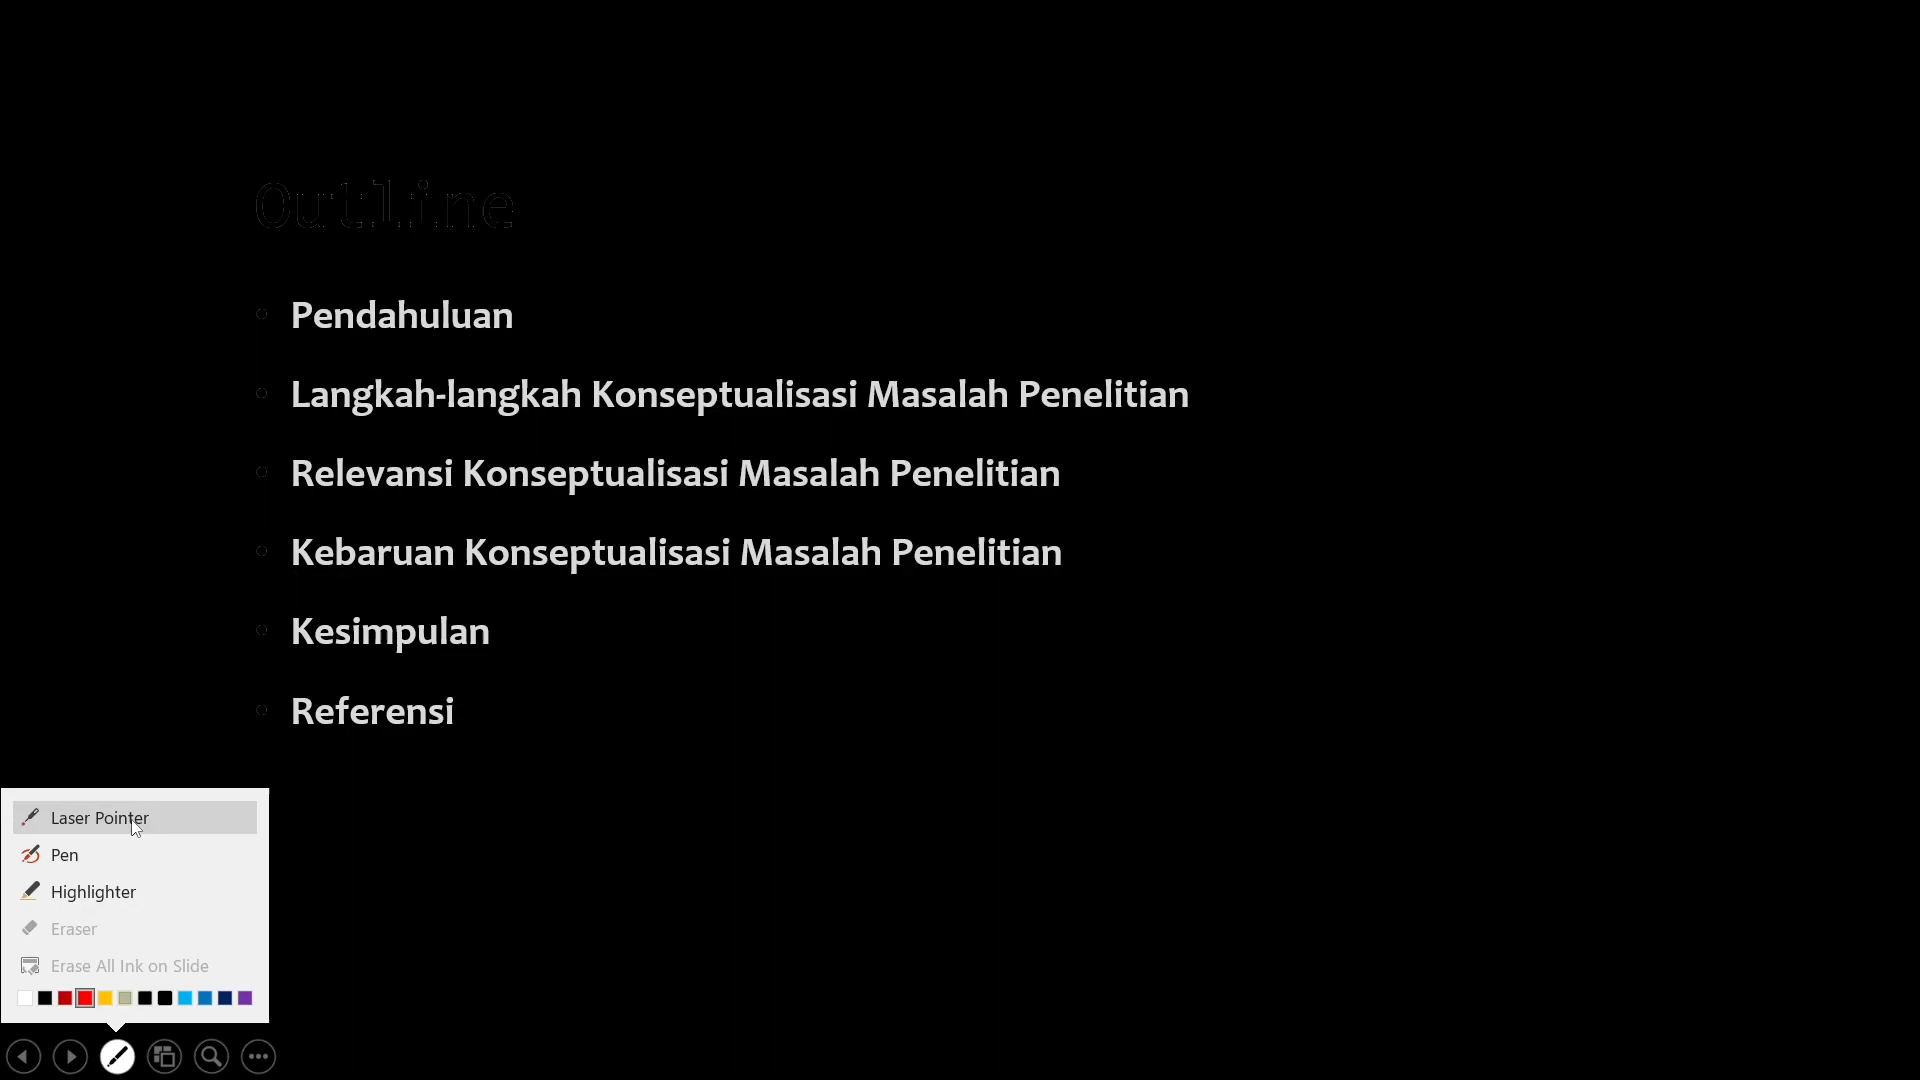 Outline
Pendahuluan
Langkah-langkah Konseptualisasi Masalah Penelitian
Relevansi Konseptualisasi Masalah Penelitian
Kebaruan Konseptualisasi Masalah Penelitian
Kesimpulan
Referensi
Laser Pointer
Pen
Highlighter
Eraser
Erase All Ink on Slide